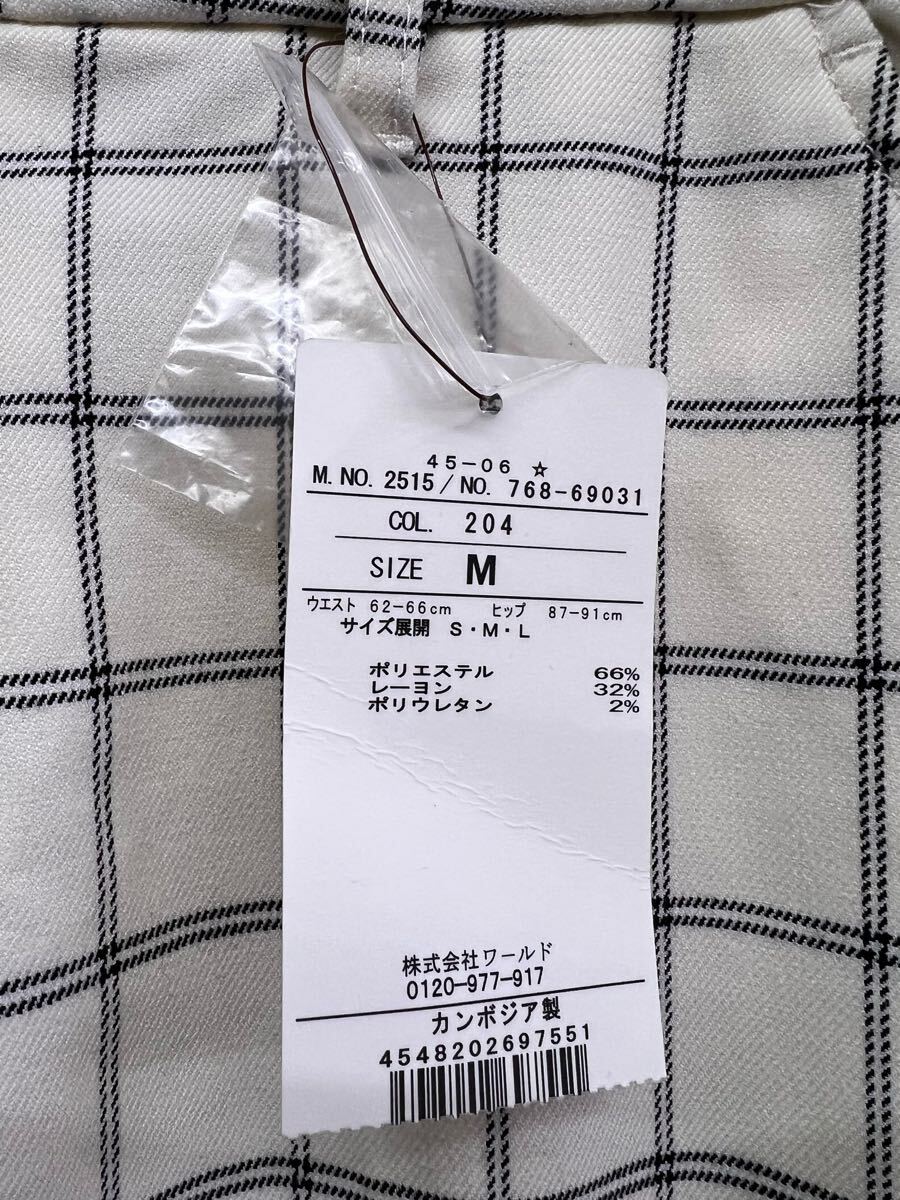 45-06 ☆
M.NO. 2515/NO. 768-69031
COL. 204
SIZE M
ウエスト 62-66cm ヒップ 87-91cm
サイズ展開 S・M・L
ポリエステル 66%
レーヨン 32%
ポリウレタン 2%
株式会社ワールド
0120-977-917
カンボジア製
4548202697551